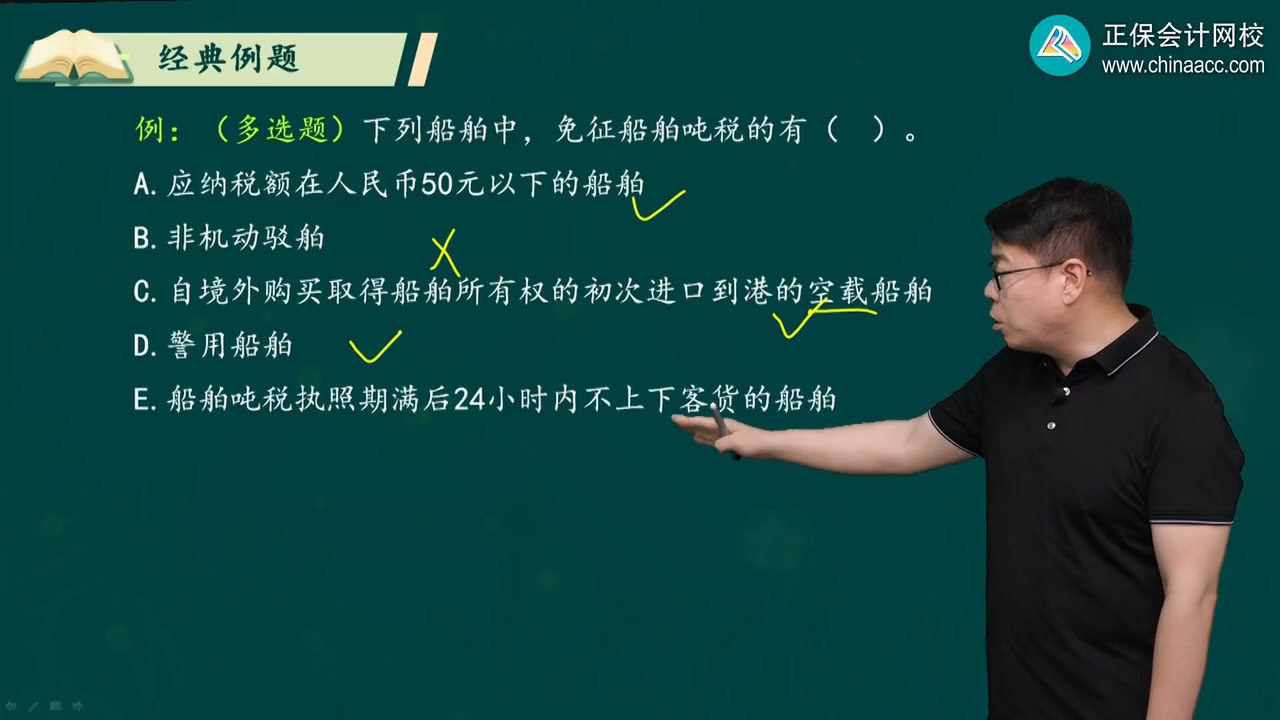 经典例题
正保会计网校
www.chinaacc.com
例：（多选题）下列船舶中，免征船舶吨税的有（ ）。
A. 应纳税额在人民币50元以下的船舶
B. 非机动驳船
C. 自境外购买取得船舶所有权的初次进口到港的空载船舶
D. 警用船舶
E. 船舶吨税执照期满后24小时内不上下客货的船舶